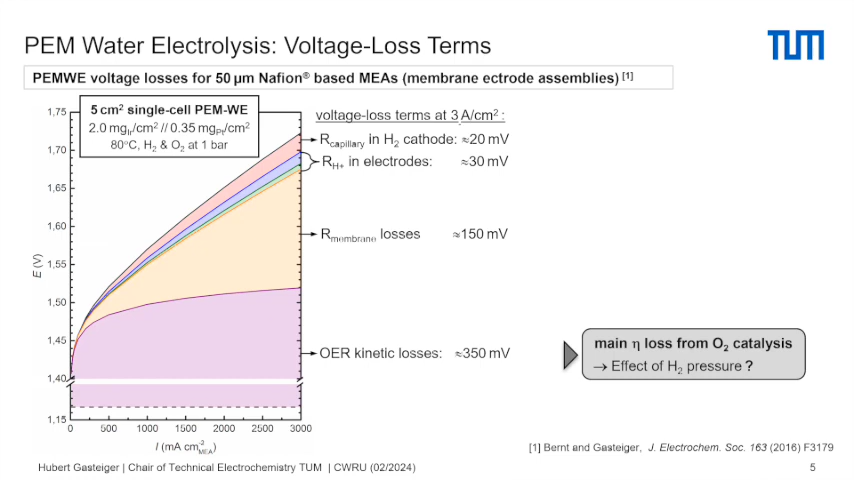 PEM Water Electrolysis: Voltage-Loss Terms
TUM
PEMWE voltage losses for 50 μm Nafion® based MEAs (membrane ectrode assemblies) [1]
5 cm² single-cell PEM-WE
2.0 mgIr/cm² // 0.35 mgPt/cm²
80°C, H2 & O2 at 1 bar
voltage-loss terms at 3 A/cm²:
Rcapillary in H2 cathode: ≈20 mV
RH+ in electrodes: ≈30 mV
Rmembrane losses ≈150 mV
OER kinetic losses: ≈350 mV
main η loss from O2 catalysis
→ Effect of H2 pressure ?
E (V)
1,75
1,70
1,65
1,60
1,55
1,50
1,45
1,40
1,15
0 500 1000 1500 2000 2500 3000
I (mA cm-2MEA)
[1] Bernt and Gasteiger, J. Electrochem. Soc. 163 (2016) F3179
Hubert Gasteiger | Chair of Technical Electrochemistry TUM | CWRU (02/2024)
5